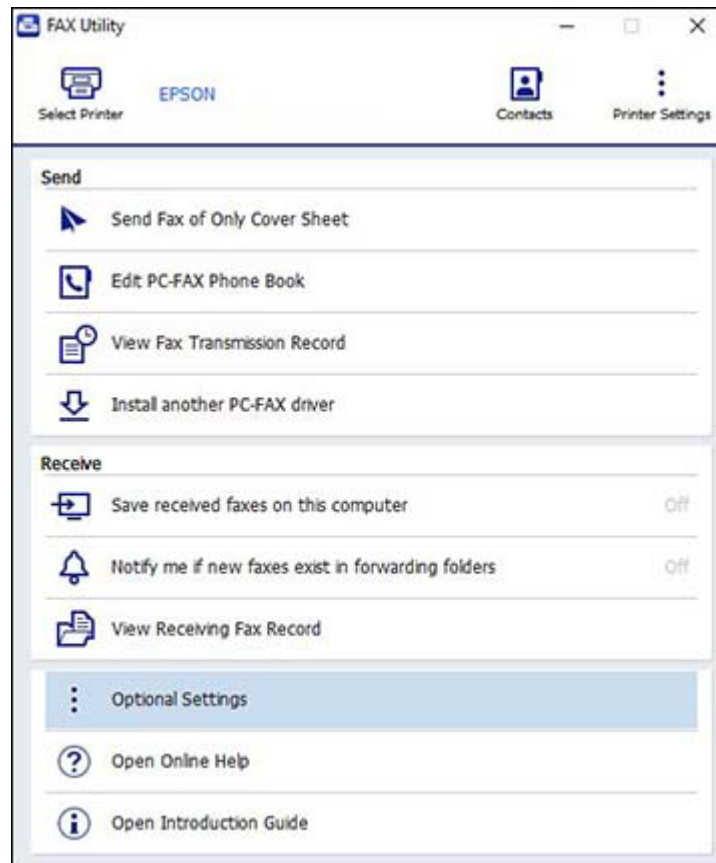 FAX Utility
Select Printer
EPSON
Contacts
Printer Settings
Send
Send Fax of Only Cover Sheet
Edit PC-FAX Phone Book
View Fax Transmission Record
Install another PC-FAX driver
Receive
Save received faxes on this computer Off
Notify me if new faxes exist in forwarding folders Off
View Receiving Fax Record
Optional Settings
Open Online Help
Open Introduction Guide